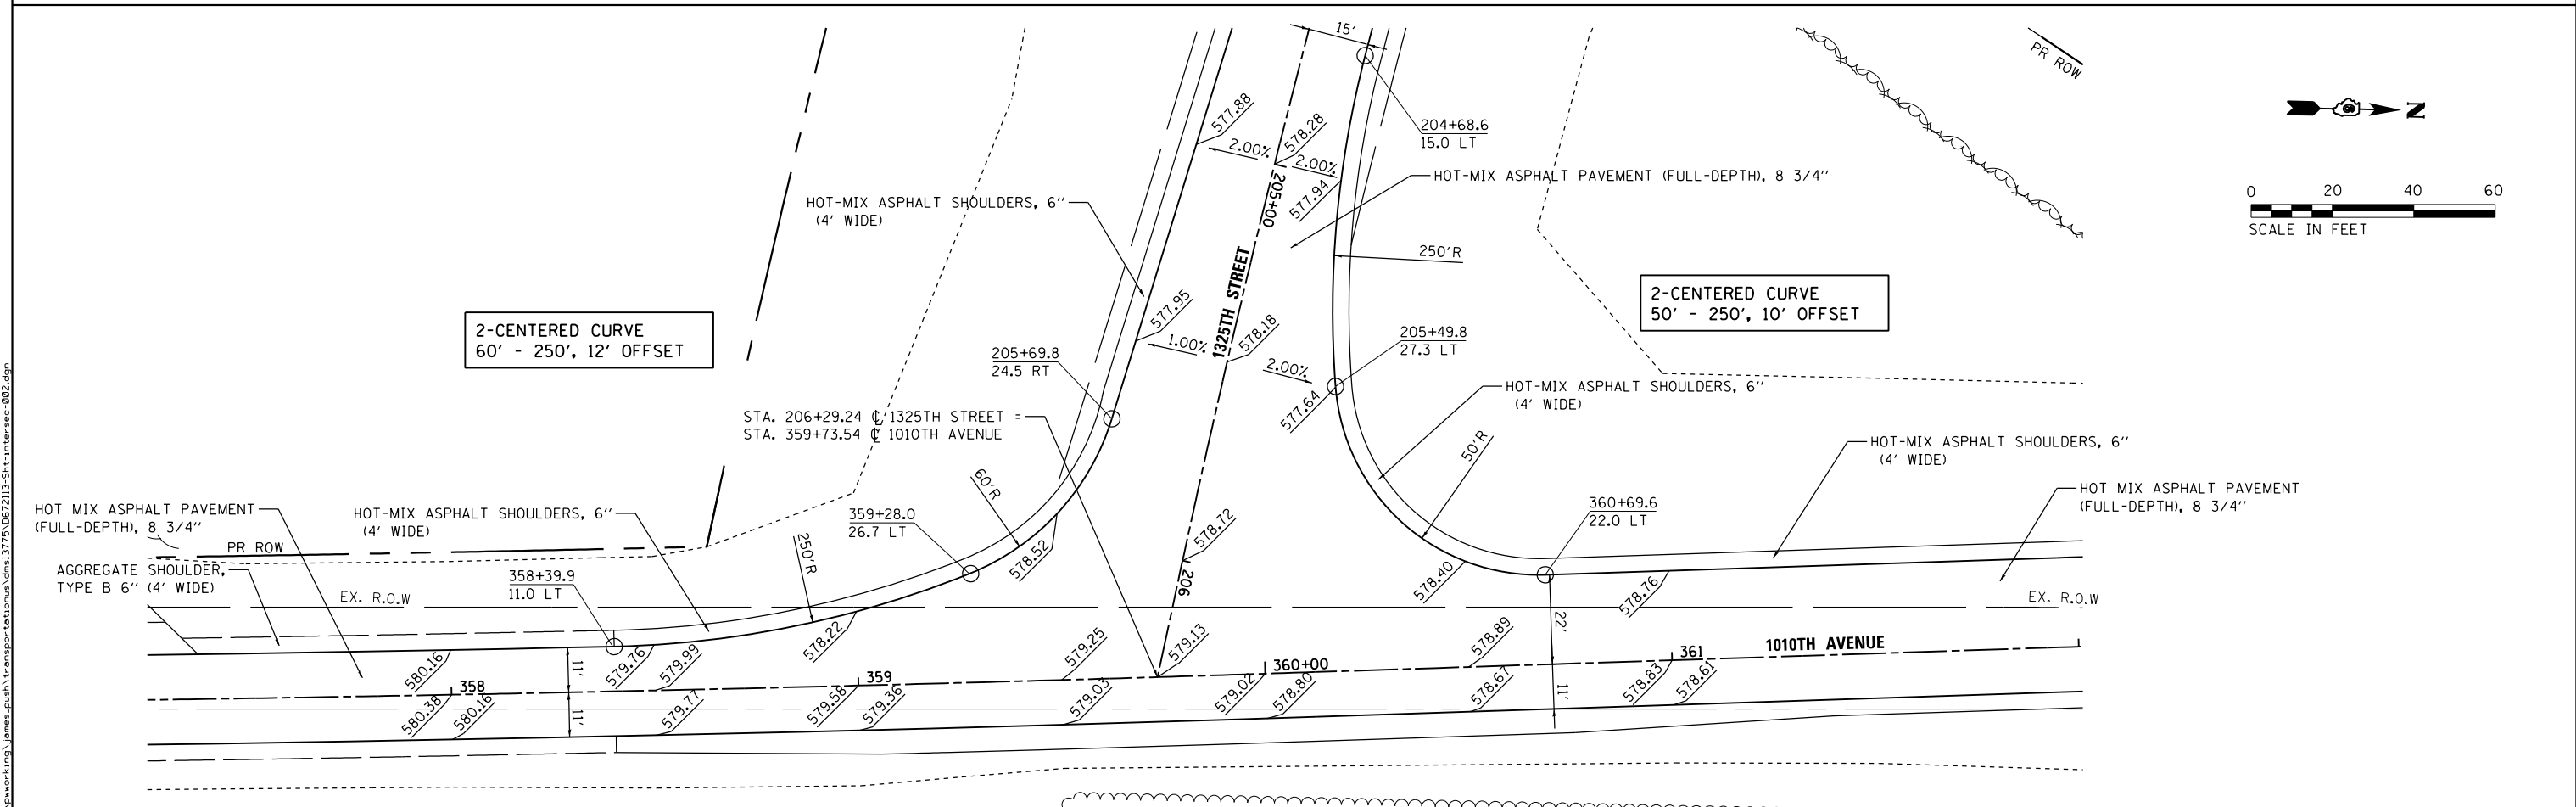 15'
PR ROW
N
577.88
578.28
2.00%
2.00%
577.94
205+00
204+68.6
15.0 LT
HOT-MIX ASPHALT PAVEMENT (FULL-DEPTH), 8 3/4"
0 20 40 60
SCALE IN FEET
HOT-MIX ASPHALT SHOULDERS, 6"
(4' WIDE)
250'R
1325TH STREET
2-CENTERED CURVE
60' - 250', 12' OFFSET
2-CENTERED CURVE
50' - 250', 10' OFFSET
577.95
578.18
1.00%
205+69.8
24.5 RT
205+49.8
27.3 LT
2.00%
577.64
HOT-MIX ASPHALT SHOULDERS, 6"
(4' WIDE)
STA. 206+29.24 ℄ 1325TH STREET =
STA. 359+73.54 ℄ 1010TH AVENUE
50'R
HOT-MIX ASPHALT SHOULDERS, 6"
(4' WIDE)
60'R
HOT MIX ASPHALT PAVEMENT
(FULL-DEPTH), 8 3/4"
HOT MIX ASPHALT PAVEMENT
(FULL-DEPTH), 8 3/4"
HOT-MIX ASPHALT SHOULDERS, 6"
(4' WIDE)
359+28.0
26.7 LT
360+69.6
22.0 LT
578.72
578.52
250'R
PR ROW
AGGREGATE SHOULDER,
TYPE B 6" (4' WIDE)
358+39.9
11.0 LT
206
578.40
578.76
EX. R.O.W
EX. R.O.W
22'
578.22
579.25
579.13
578.89
1010TH AVENUE
580.16
11'
579.76
579.99
358
359
360+00
361
580.38
580.16
11'
579.77
579.58
579.36
579.03
579.02
578.80
578.67
11'
578.83
578.61